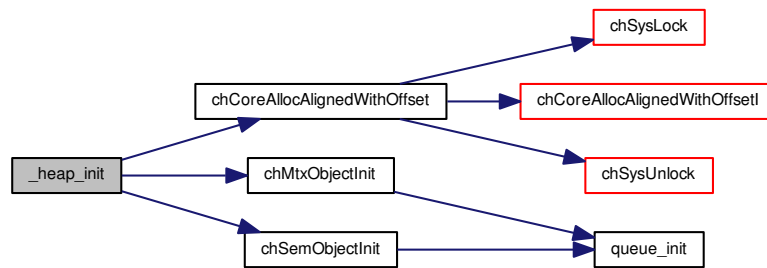 chSysLock
chCoreAllocAlignedWithOffset
chCoreAllocAlignedWithOffsetI
_heap_init
chMtxObjectInit
chSysUnlock
chSemObjectInit
queue_init